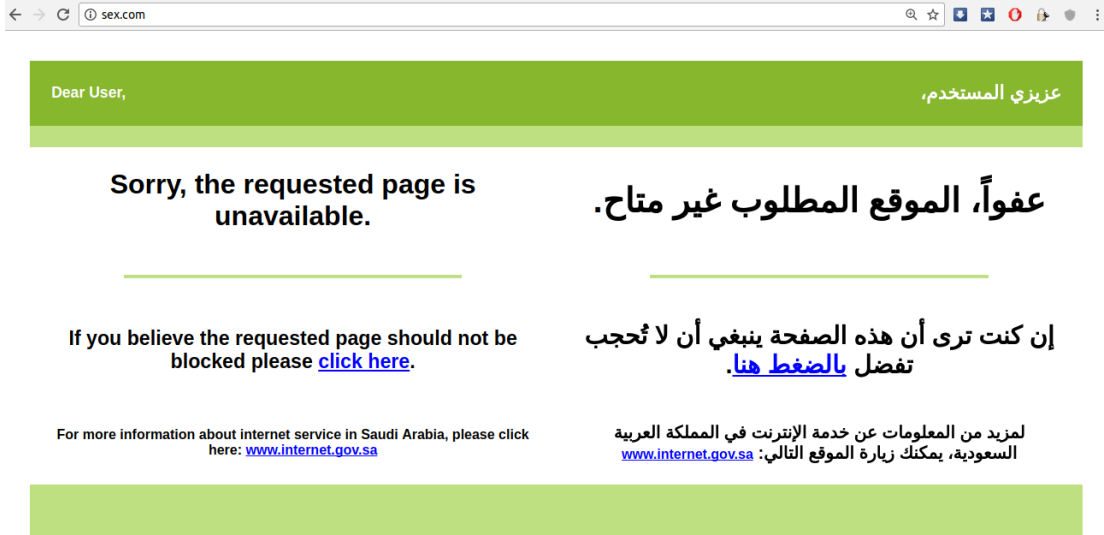 sex.com
Dear User,
عزيزي المستخدم،
Sorry, the requested page is
unavailable.
عفواً، الموقع المطلوب غير متاح.
If you believe the requested page should not be
blocked please click here.
إن كنت ترى أن هذه الصفحة ينبغي أن لا تُحجب
تفضل بالضغط هنا.
For more information about internet service in Saudi Arabia, please click
here: www.internet.gov.sa
لمزيد من المعلومات عن خدمة الإنترنت في المملكة العربية
السعودية، يمكنك زيارة الموقع التالي: www.internet.gov.sa